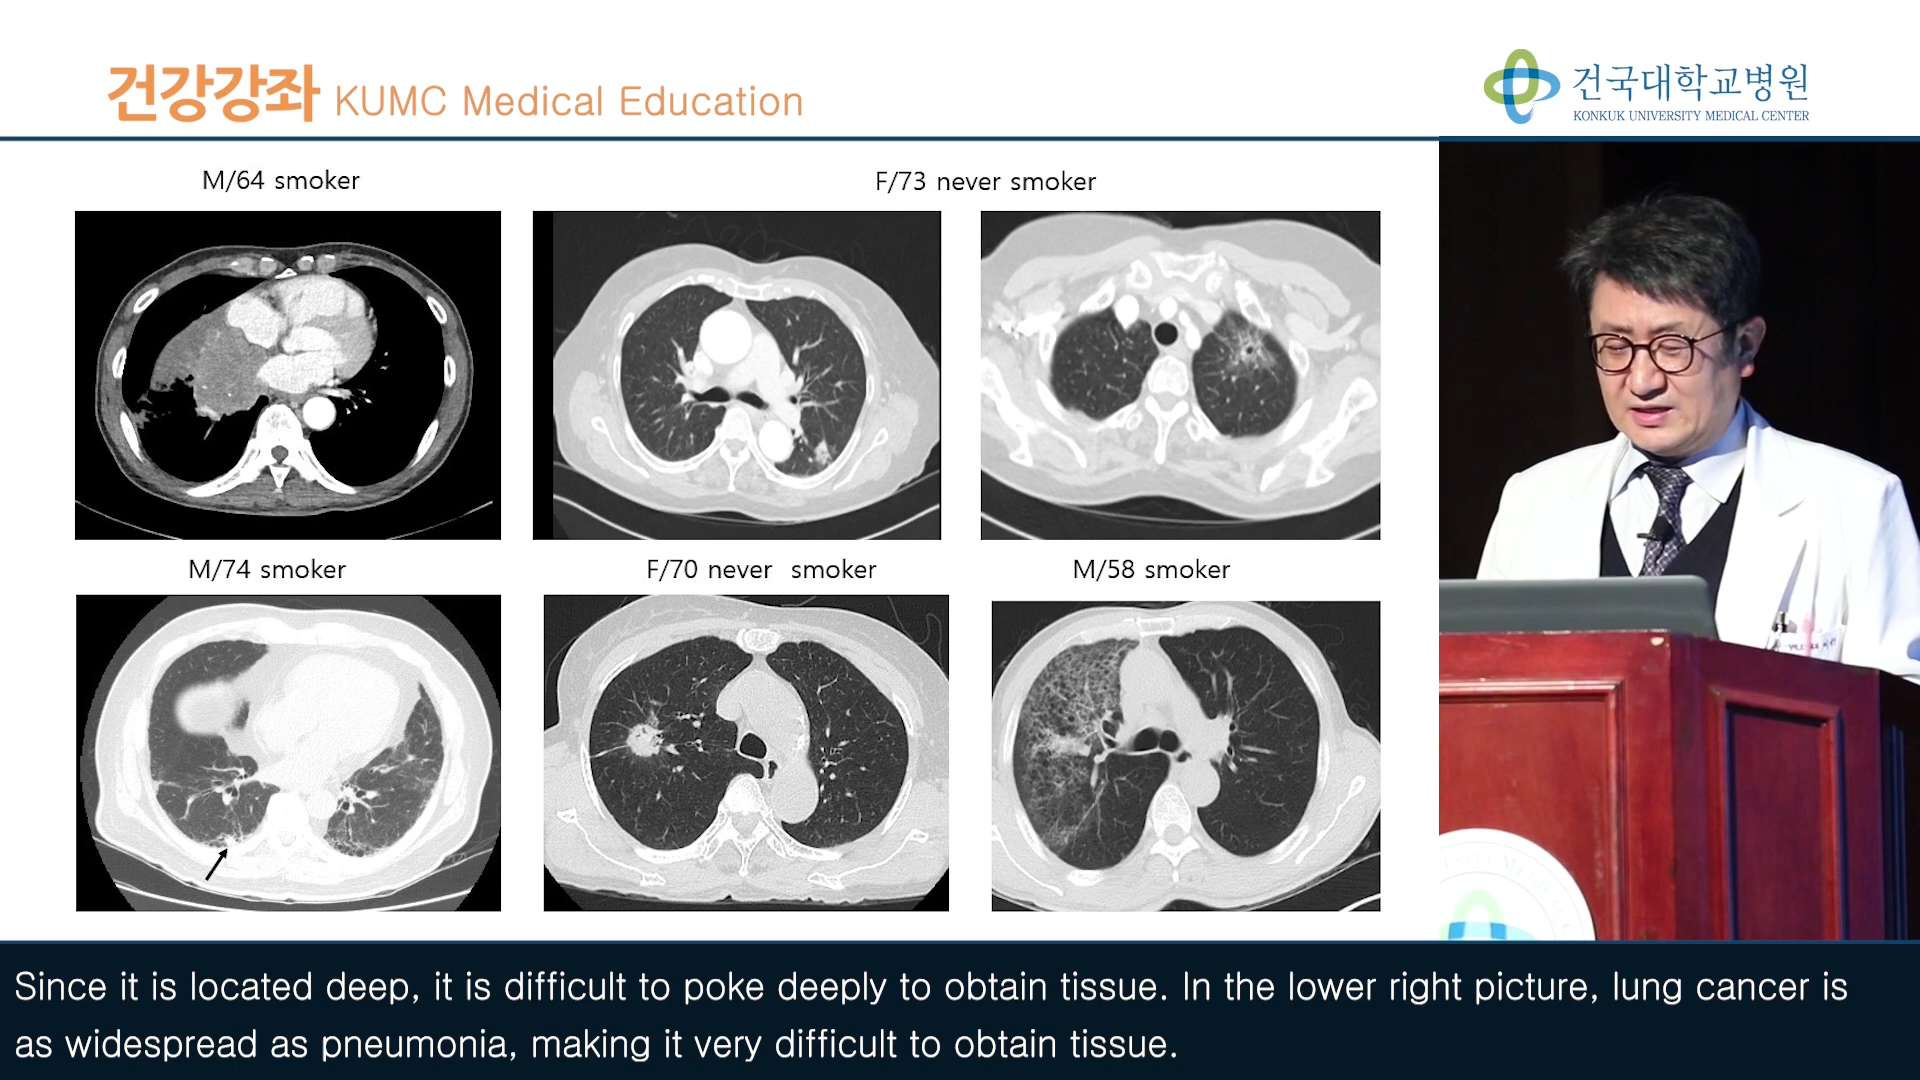 건강강좌 KUMC Medical Education
건국대학교병원
KONKUK UNIVERSITY MEDICAL CENTER
M/64 smoker
F/73 never smoker
M/74 smoker
F/70 never smoker
M/58 smoker
Since it is located deep, it is difficult to poke deeply to obtain tissue. In the lower right picture, lung cancer is
as widespread as pneumonia, making it very difficult to obtain tissue.